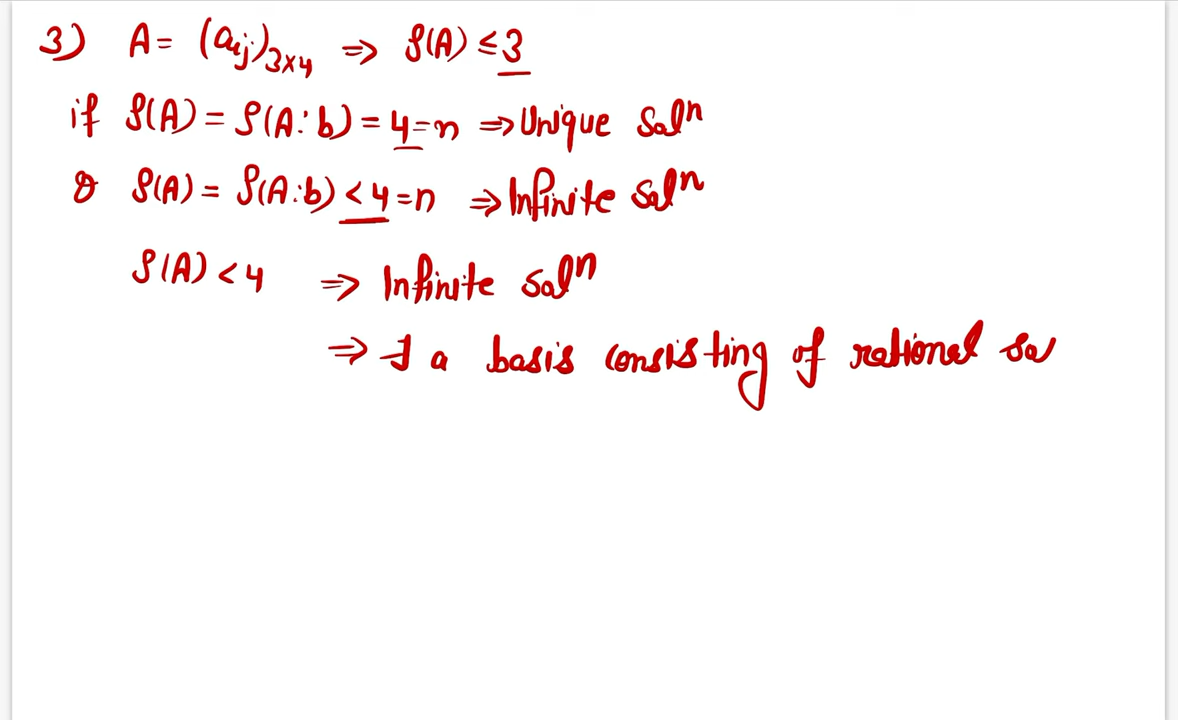 3) A = (aij)3×4 ⇒ ρ(A) ≤ 3
if ρ(A) = ρ(A:b) = 4 = n ⇒ Unique Solⁿ
& ρ(A) = ρ(A:b) < 4 = n ⇒ Infinite Solⁿ
ρ(A) < 4 ⇒ Infinite Solⁿ
⇒ ∃ a basis consisting of rational so